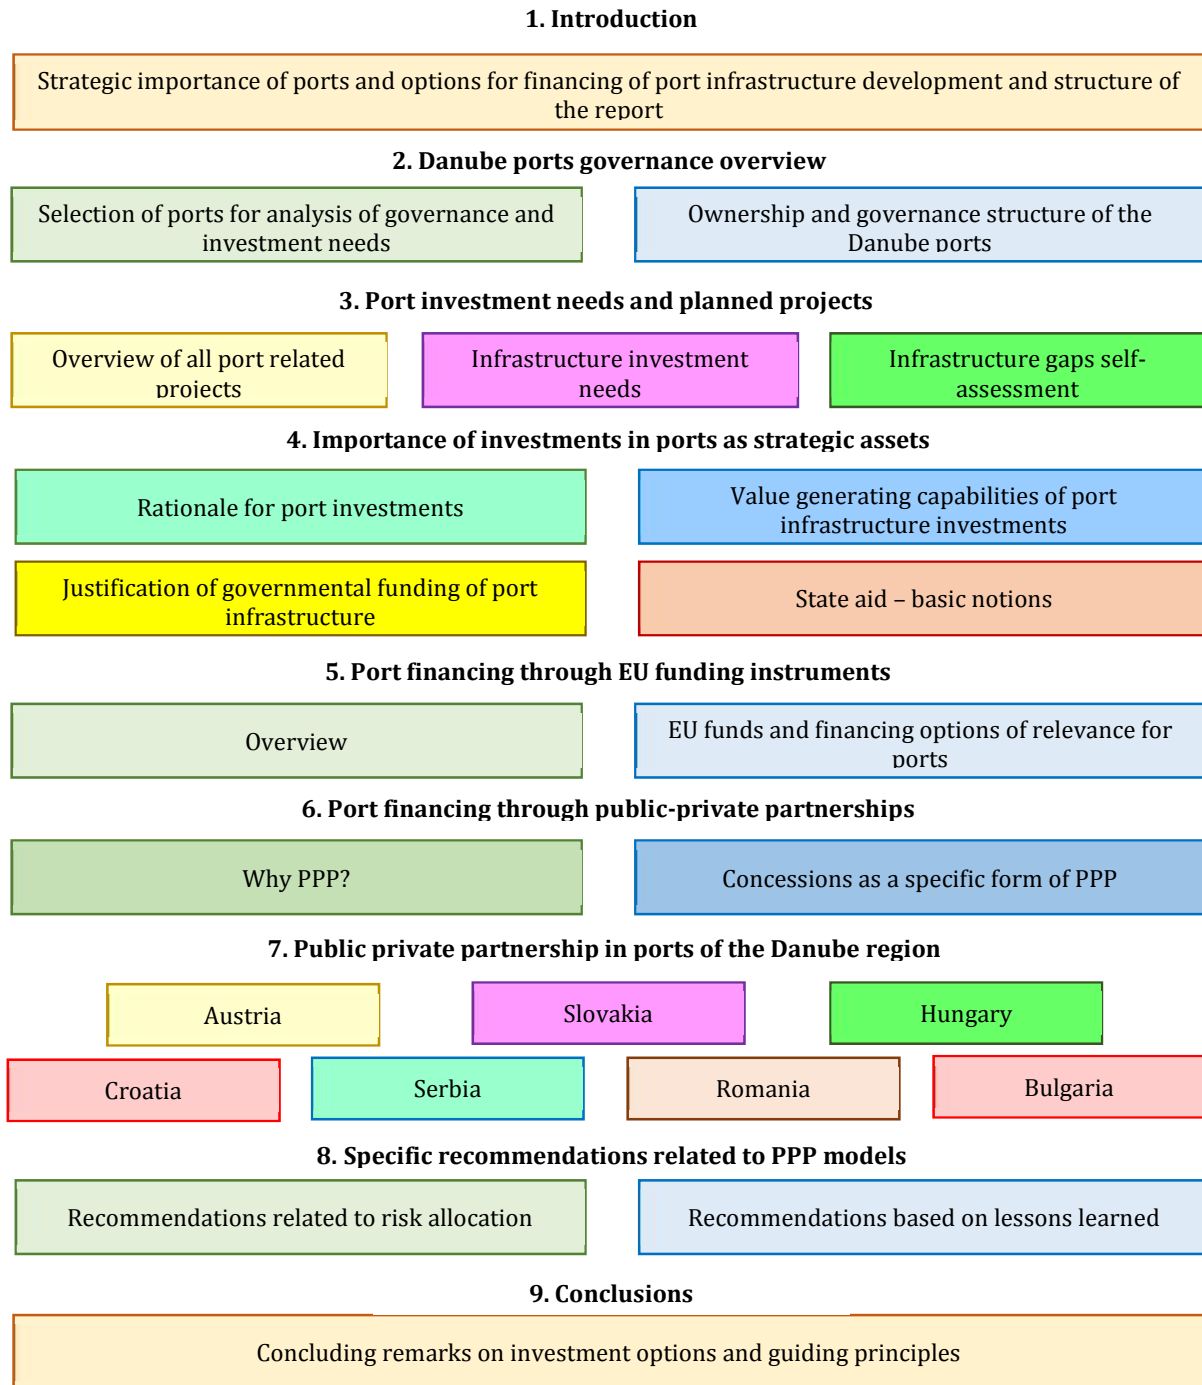 1. Introduction
Strategic importance of ports and options for financing of port infrastructure development and structure of
the report
2. Danube ports governance overview
Selection of ports for analysis of governance and
investment needs
Ownership and governance structure of the
Danube ports
3. Port investment needs and planned projects
Overview of all port related
projects
Infrastructure investment
needs
Infrastructure gaps self-
assessment
4. Importance of investments in ports as strategic assets
Rationale for port investments
Value generating capabilities of port
infrastructure investments
Justification of governmental funding of port
infrastructure
State aid – basic notions
5. Port financing through EU funding instruments
Overview
EU funds and financing options of relevance for
ports
6. Port financing through public-private partnerships
Why PPP?
Concessions as a specific form of PPP
7. Public private partnership in ports of the Danube region
Austria
Slovakia
Hungary
Croatia
Serbia
Romania
Bulgaria
8. Specific recommendations related to PPP models
Recommendations related to risk allocation
Recommendations based on lessons learned
9. Conclusions
Concluding remarks on investment options and guiding principles